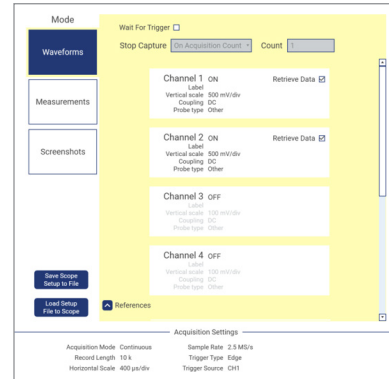 Mode
Waveforms
Measurements
Screenshots
Save Scope
Setup to File
Load Setup
File to Scope
Wait For Trigger
Stop Capture On Acquisition Count Count 1
Channel 1 ON Retrieve Data
Label
Vertical scale 500 mV/div
Coupling DC
Probe type Other
Channel 2 ON Retrieve Data
Label
Vertical scale 500 mV/div
Coupling DC
Probe type Other
Channel 3 OFF
Label
Vertical scale 100 mV/div
Coupling DC
Probe type Other
Channel 4 OFF
Label
Vertical scale 100 mV/div
Coupling DC
Probe type Other
References
Acquisition Settings
Acquisition Mode Continuous Sample Rate 2.5 MS/s
Record Length 10 k Trigger Type Edge
Horizontal Scale 400 µs/div Trigger Source CH1